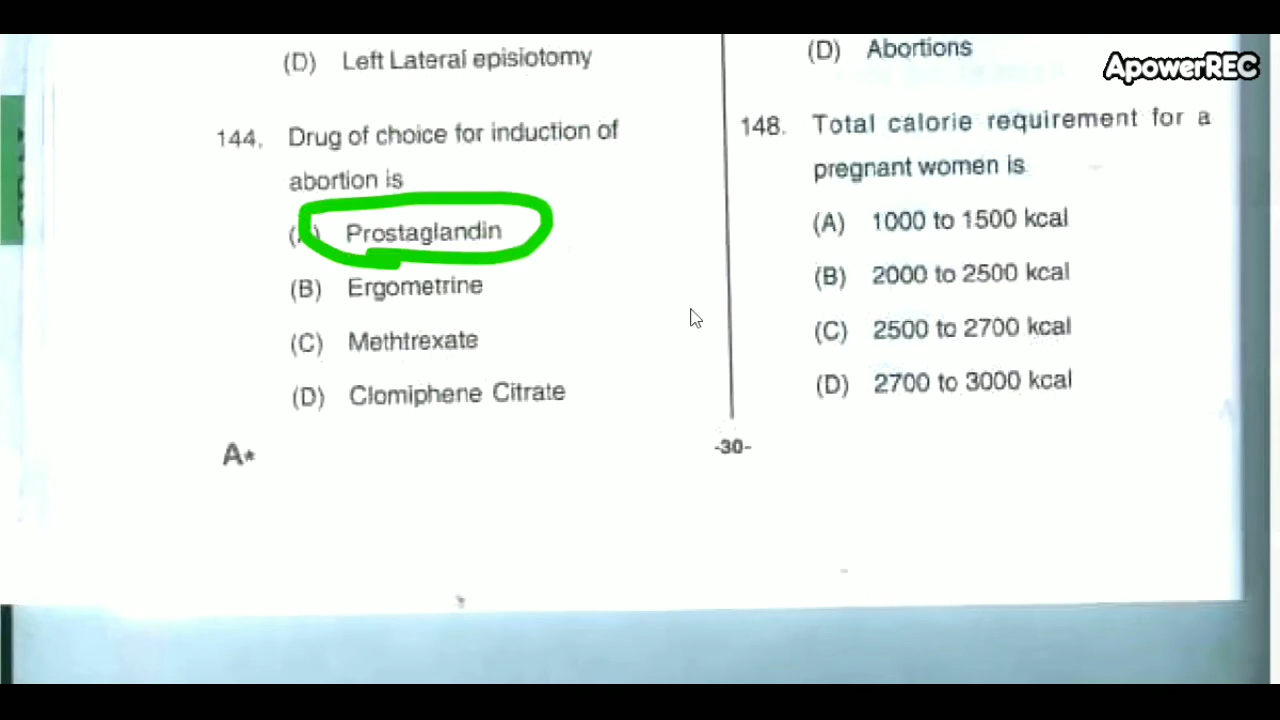 ApowerREC
(D) Left Lateral episiotomy
144. Drug of choice for induction of
abortion is
Prostaglandin
(B) Ergometrine
(C) Methtrexate
(D) Clomiphene Citrate
A*
(D) Abortions
148. Total calorie requirement for a
pregnant women is
(A) 1000 to 1500 kcal
(B) 2000 to 2500 kcal
(C) 2500 to 2700 kcal
(D) 2700 to 3000 kcal
-30-